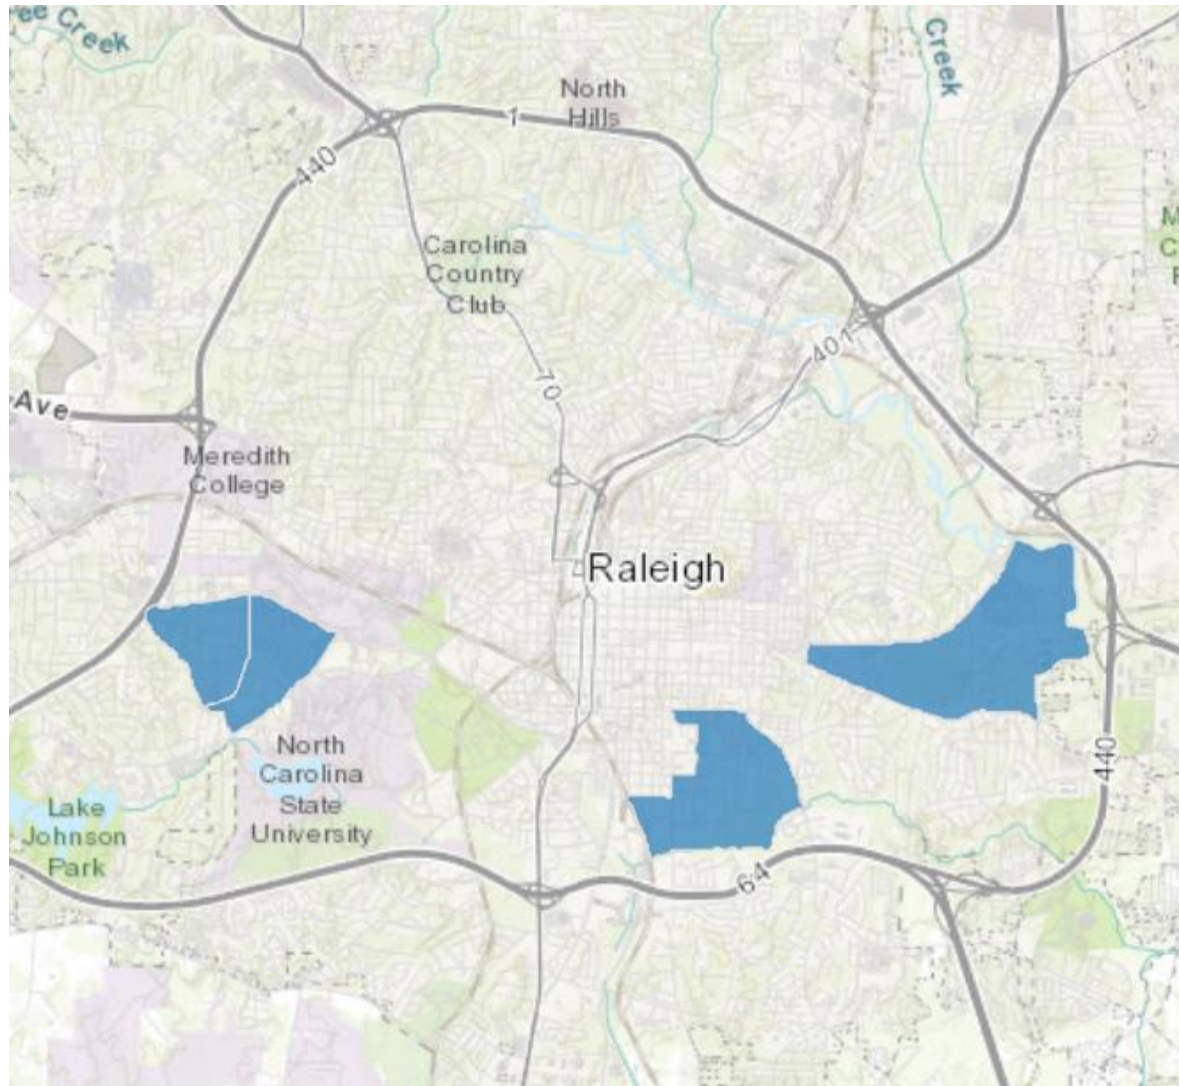 ee Creek
Creek
North
Hills
1
440
Carolina
Country
Club
M
C
401
70
Ave
Meredith
College
Raleigh
North
Carolina
State
University
Lake
Johnson
Park
440
64